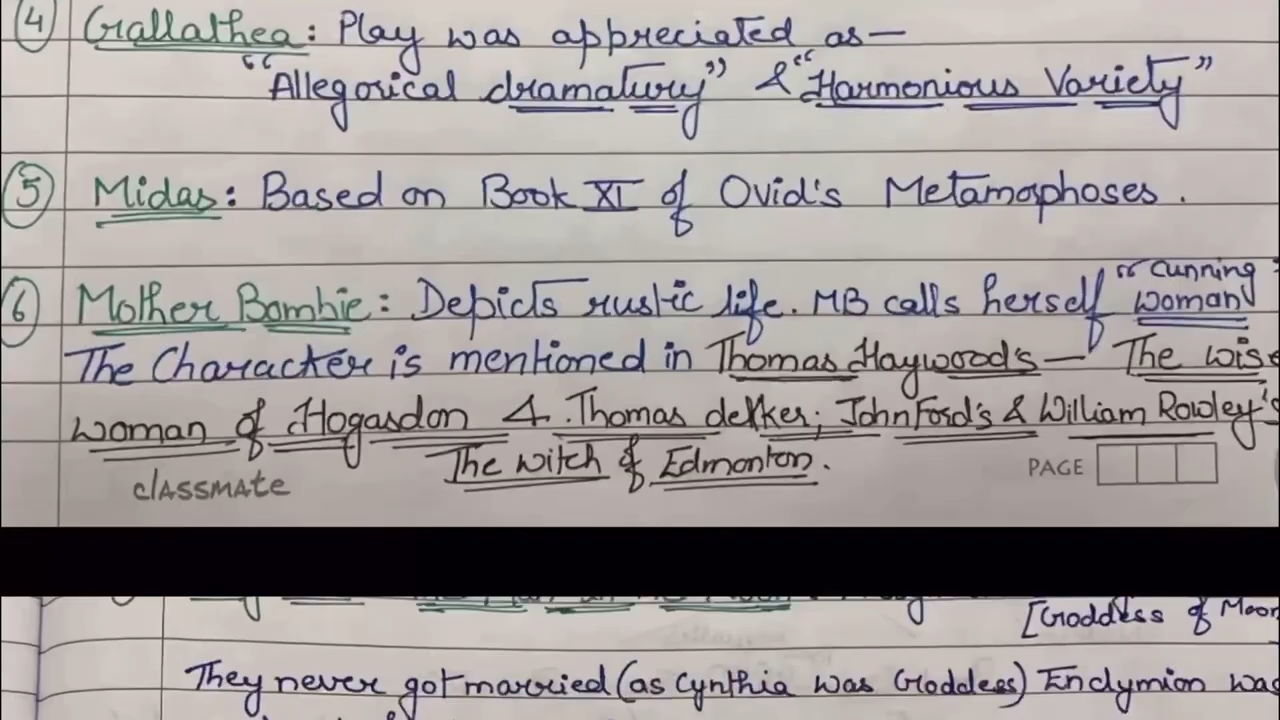 4 Gallathea: Play was appreciated as—
"Allegorical dramatury" & "Harmonious Variety"
5 Midas: Based on Book XI of Ovid's Metamorphoses.
6 Mother Bombie: Depicts rustic life. MB calls herself "cunning
woman
The Character is mentioned in Thomas Haywood's — The wise
woman of Hogasdon & Thomas dekker; John Ford's & William Rowley's
The witch of Edmonton.
classmate
PAGE
[Goddess of Moon
They never got married (as Cynthia was Goddess) Endymion was